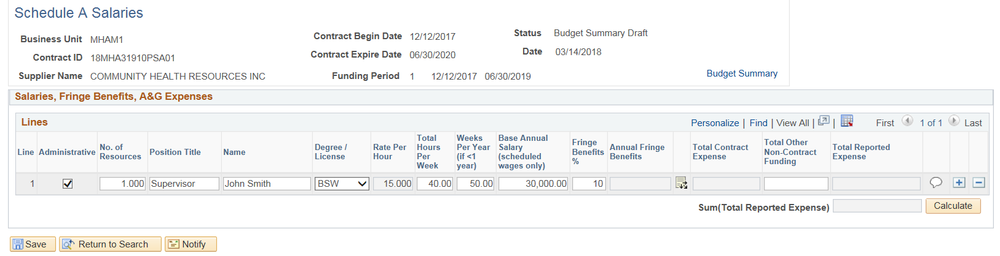 Schedule A Salaries
Business Unit MHAM1 Contract Begin Date 12/12/2017 Status Budget Summary Draft
Contract ID 18MHA31910PSA01 Contract Expire Date 06/30/2020 Date 03/14/2018
Supplier Name COMMUNITY HEALTH RESOURCES INC Funding Period 1 12/12/2017 06/30/2019 Budget Summary
Salaries, Fringe Benefits, A&G Expenses
Lines Personalize | Find | View All | | First 1 of 1 Last
Line Administrative No. of Resources Position Title Name Degree / License Rate Per Hour Total Hours Per Week Weeks Per Year (if <1 year) Base Annual Salary (scheduled wages only) Fringe Benefits % Annual Fringe Benefits Total Contract Expense Total Other Non-Contract Funding Total Reported Expense
1 1.000 Supervisor John Smith BSW 15.000 40.00 50.00 30,000.00 10
Sum(Total Reported Expense) Calculate
Save Return to Search Notify